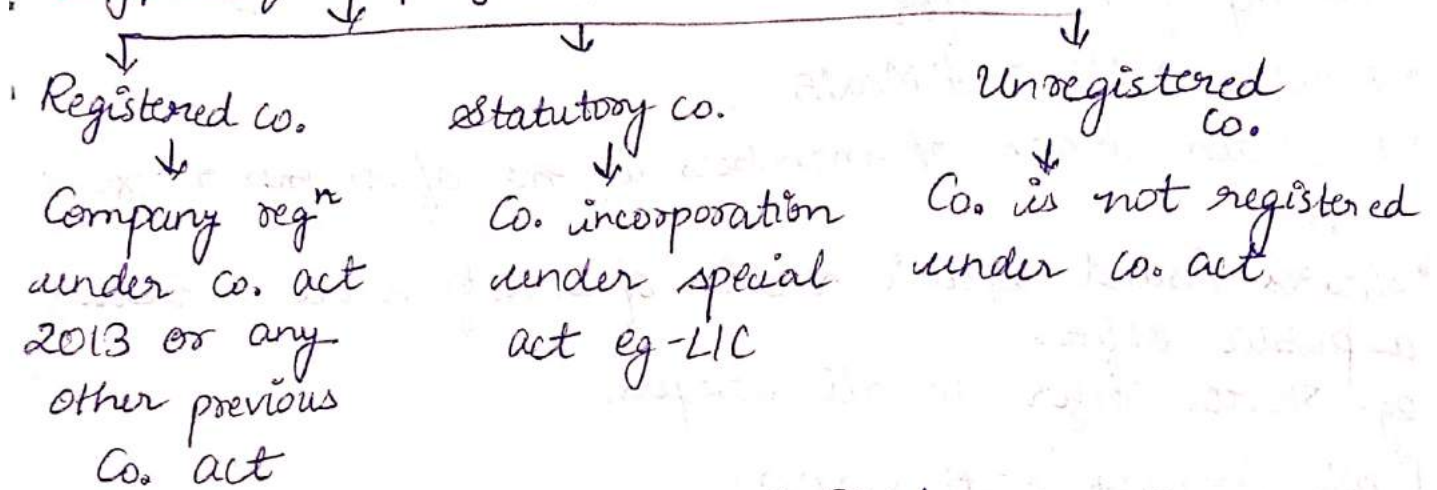 Registered co.
Company regn
under co. act
2013 or any
other previous
Co. act
Statutory co.
Co. incorporation
under special
act eg-LIC
Unregistered
co.
Co. is not registered
under co. act